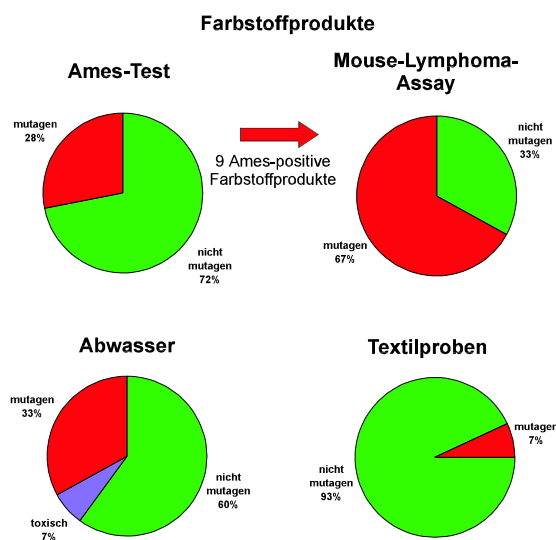 Farbstoffprodukte
Ames-Test
mutagen
28%
nicht
mutagen
72%
9 Ames-positive
Farbstoffprodukte
Mouse-Lymphoma-
Assay
nicht
mutagen
33%
mutagen
67%
Abwasser
mutagen
33%
toxisch
7%
nicht
mutagen
60%
Textilproben
mutagen
7%
nicht
mutagen
93%